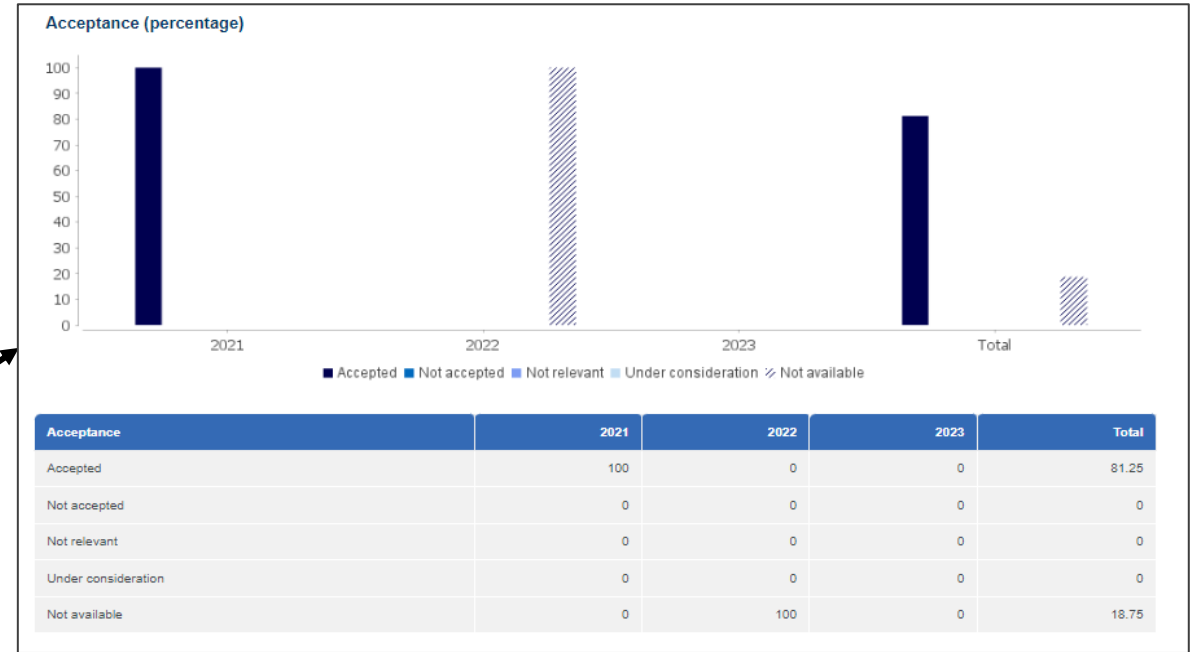 Acceptance (percentage)
100
90
80
70
60
50
40
30
20
10
0
2021 2022 2023 Total
Accepted Not accepted Not relevant Under consideration Not available
Acceptance 2021 2022 2023 Total
Accepted 100 0 0 81.25
Not accepted 0 0 0 0
Not relevant 0 0 0 0
Under consideration 0 0 0 0
Not available 0 100 0 18.75